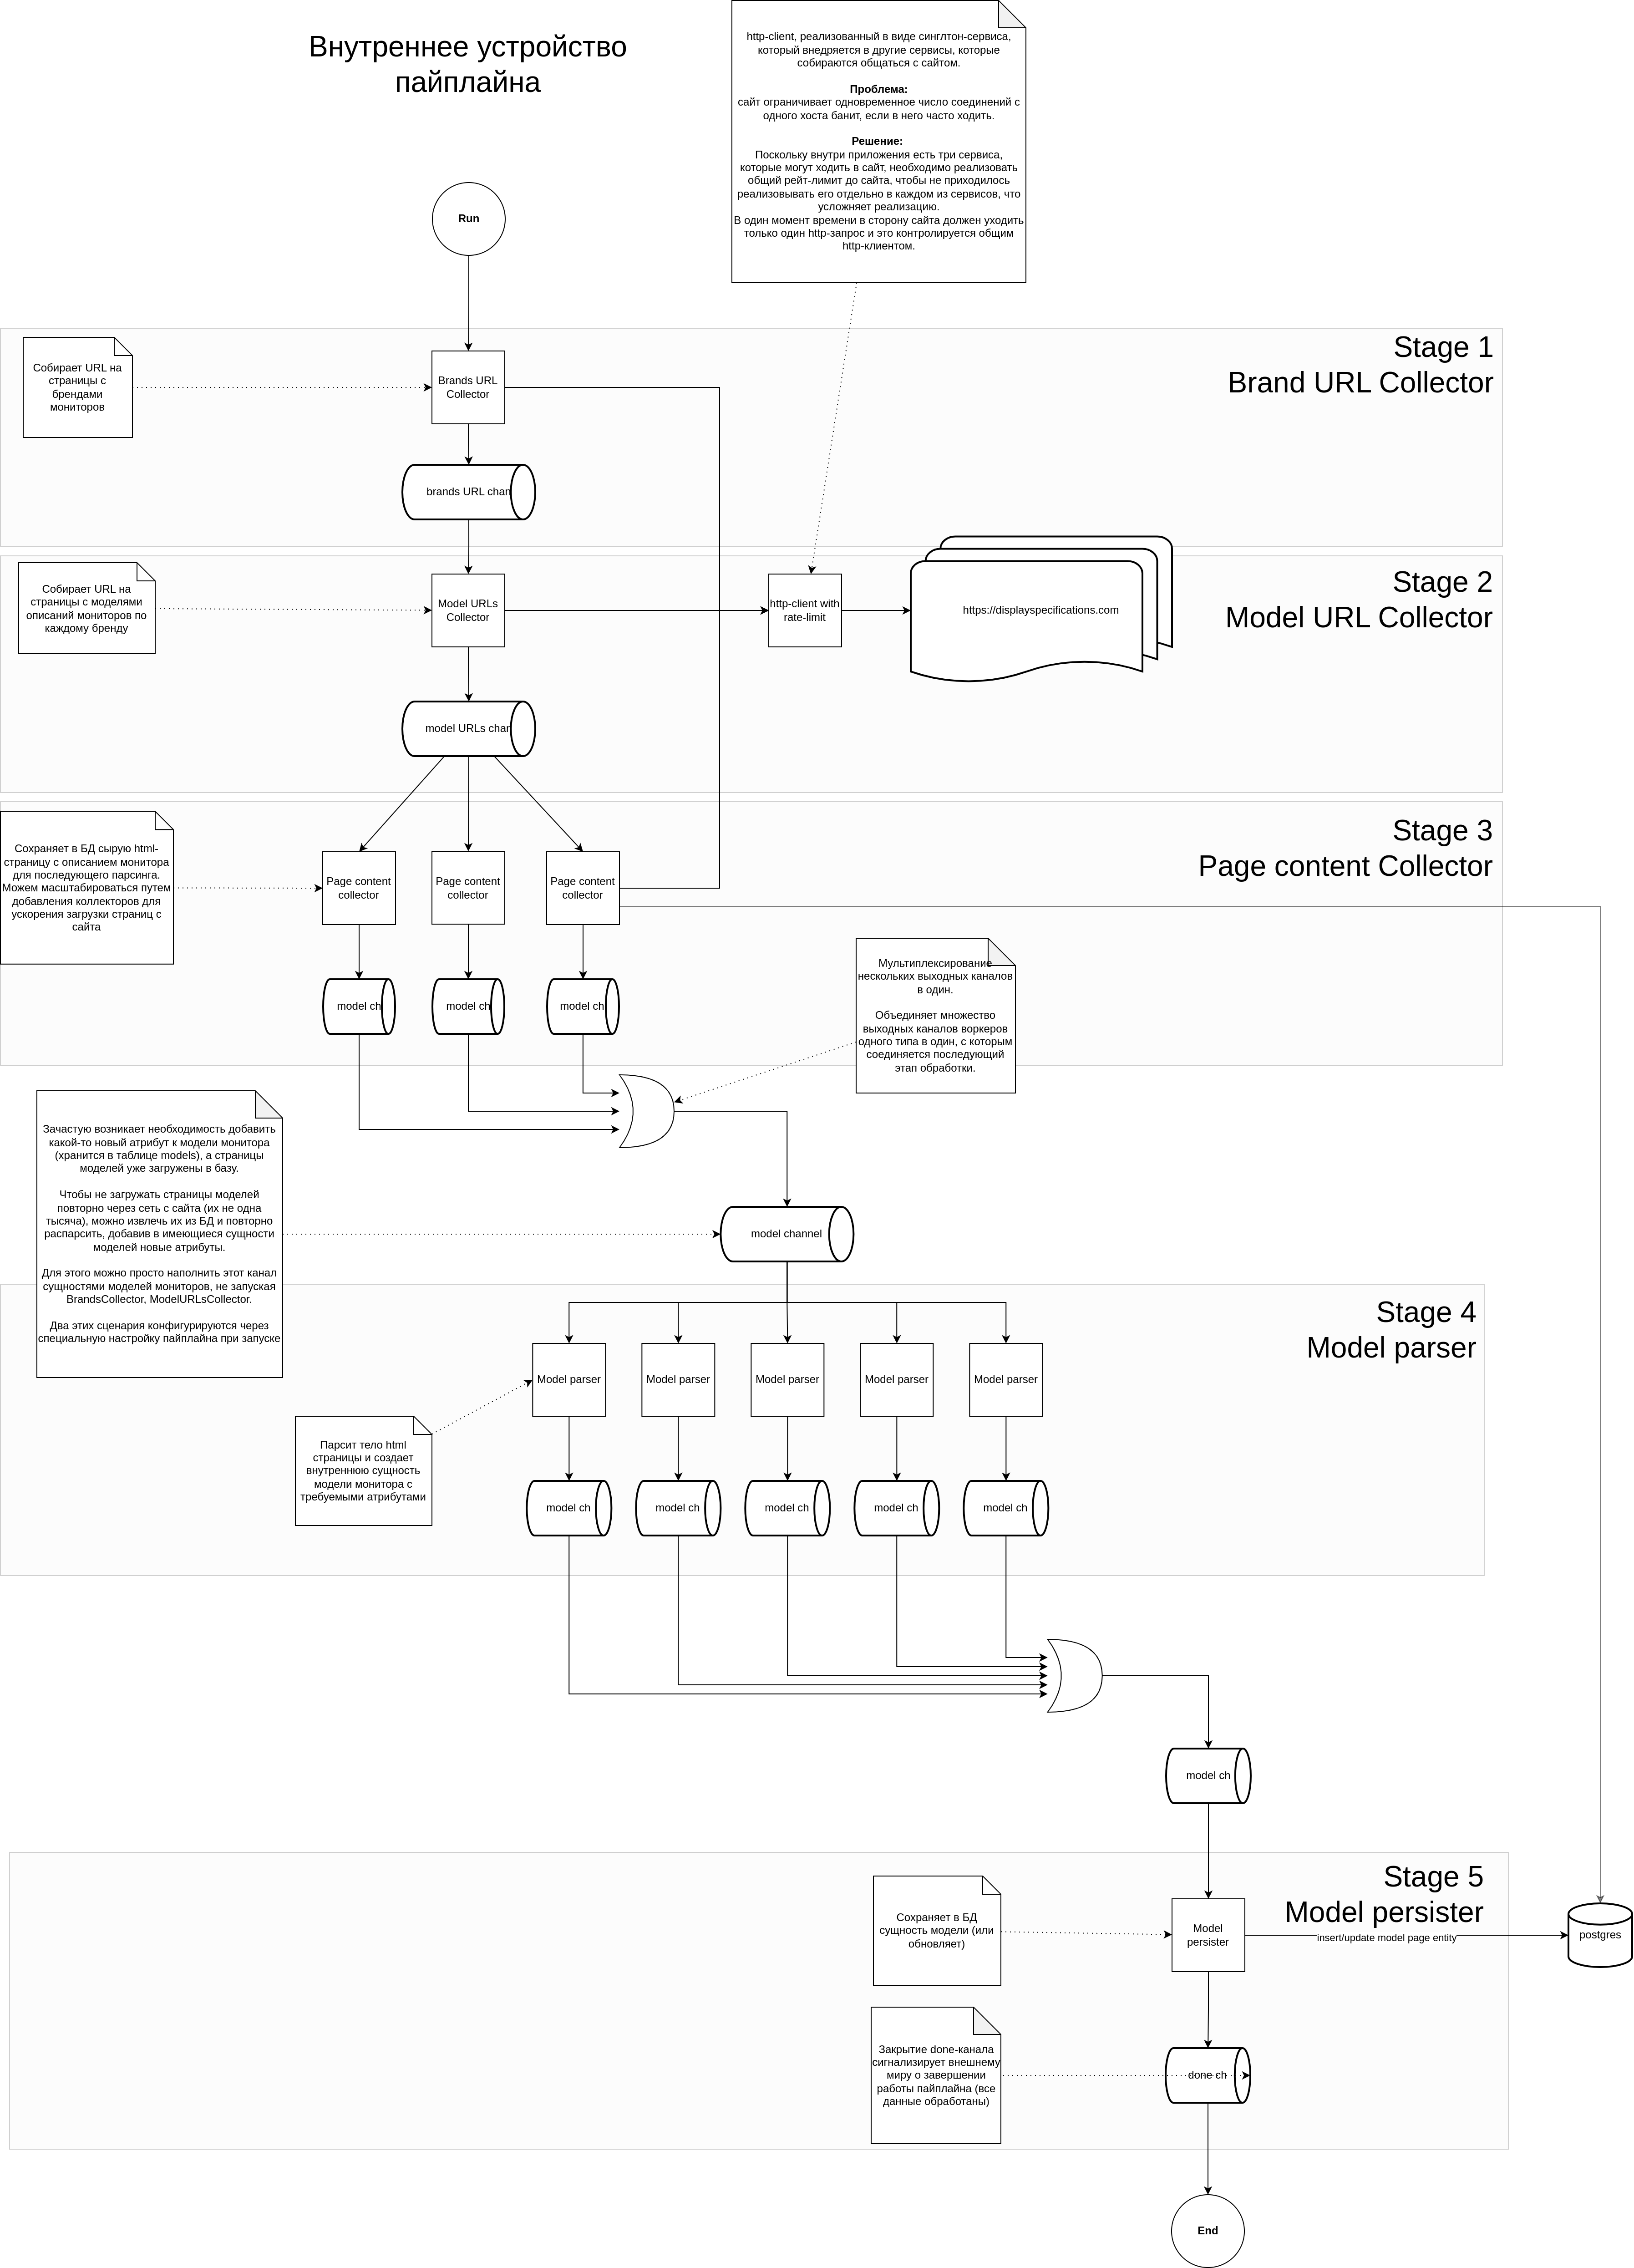 Внутреннее устройство
пайплайна
http-client, реализованный в виде синглтон-сервиса,
который внедряется в другие сервисы, которые
собираются общаться с сайтом.
Проблема:
сайт ограничивает одновременное число соединений с
одного хоста банит, если в него часто ходить.
Решение:
Поскольку внутри приложения есть три сервиса,
которые могут ходить в сайт, необходимо реализовать
общий рейт-лимит до сайта, чтобы не приходилось
реализовывать его отдельно в каждом из сервисов, что
усложняет реализацию.
В один момент времени в сторону сайта должен уходить
только один http-запрос и это контролируется общим
http-клиентом.
Run
Stage 1
Brand URL Collector
Собирает URL на
страницы с
брендами
мониторов
Brands URL
Collector
brands URL chan
Stage 2
Model URL Collector
Собирает URL на
страницы с моделями
описаний мониторов по
каждому бренду
Model URLs
Collector
http-client with
rate-limit
https://displayspecifications.com
model URLs chan
Stage 3
Page content Collector
Сохраняет в БД сырую html-
страницу с описанием монитора
для последующего парсинга.
Можем масштабироваться путем
добавления коллекторов для
ускорения загрузки страниц с
сайта
Page content
collector
Page content
collector
Page content
collector
model ch
model ch
model ch
Мультиплексирование
нескольких выходных каналов
в один.
Объединяет множество
выходных каналов воркеров
одного типа в один, с которым
соединяется последующий
этап обработки.
Зачастую возникает необходимость добавить
какой-то новый атрибут к модели монитора
(хранится в таблице models), а страницы
моделей уже загружены в базу.
Чтобы не загружать страницы моделей
повторно через сеть с сайта (их не одна
тысяча), можно извлечь их из БД и повторно
распарсить, добавив в имеющиеся сущности
моделей новые атрибуты.
Для этого можно просто наполнить этот канал
сущностями моделей мониторов, не запуская
BrandsCollector, ModelURLsCollector.
Два этих сценария конфигурируются через
специальную настройку пайплайна при запуске
model channel
Stage 4
Model parser
Model parser
Model parser
Model parser
Model parser
Model parser
Парсит тело html
страницы и создает
внутреннюю сущность
модели монитора с
требуемыми атрибутами
model ch
model ch
model ch
model ch
model ch
model ch
Stage 5
Model persister
Сохраняет в БД
сущность модели (или
обновляет)
Model
persister
insert/update model page entity
postgres
Закрытие done-канала
сигнализирует внешнему
миру о завершении
работы пайплайна (все
данные обработаны)
done ch
End